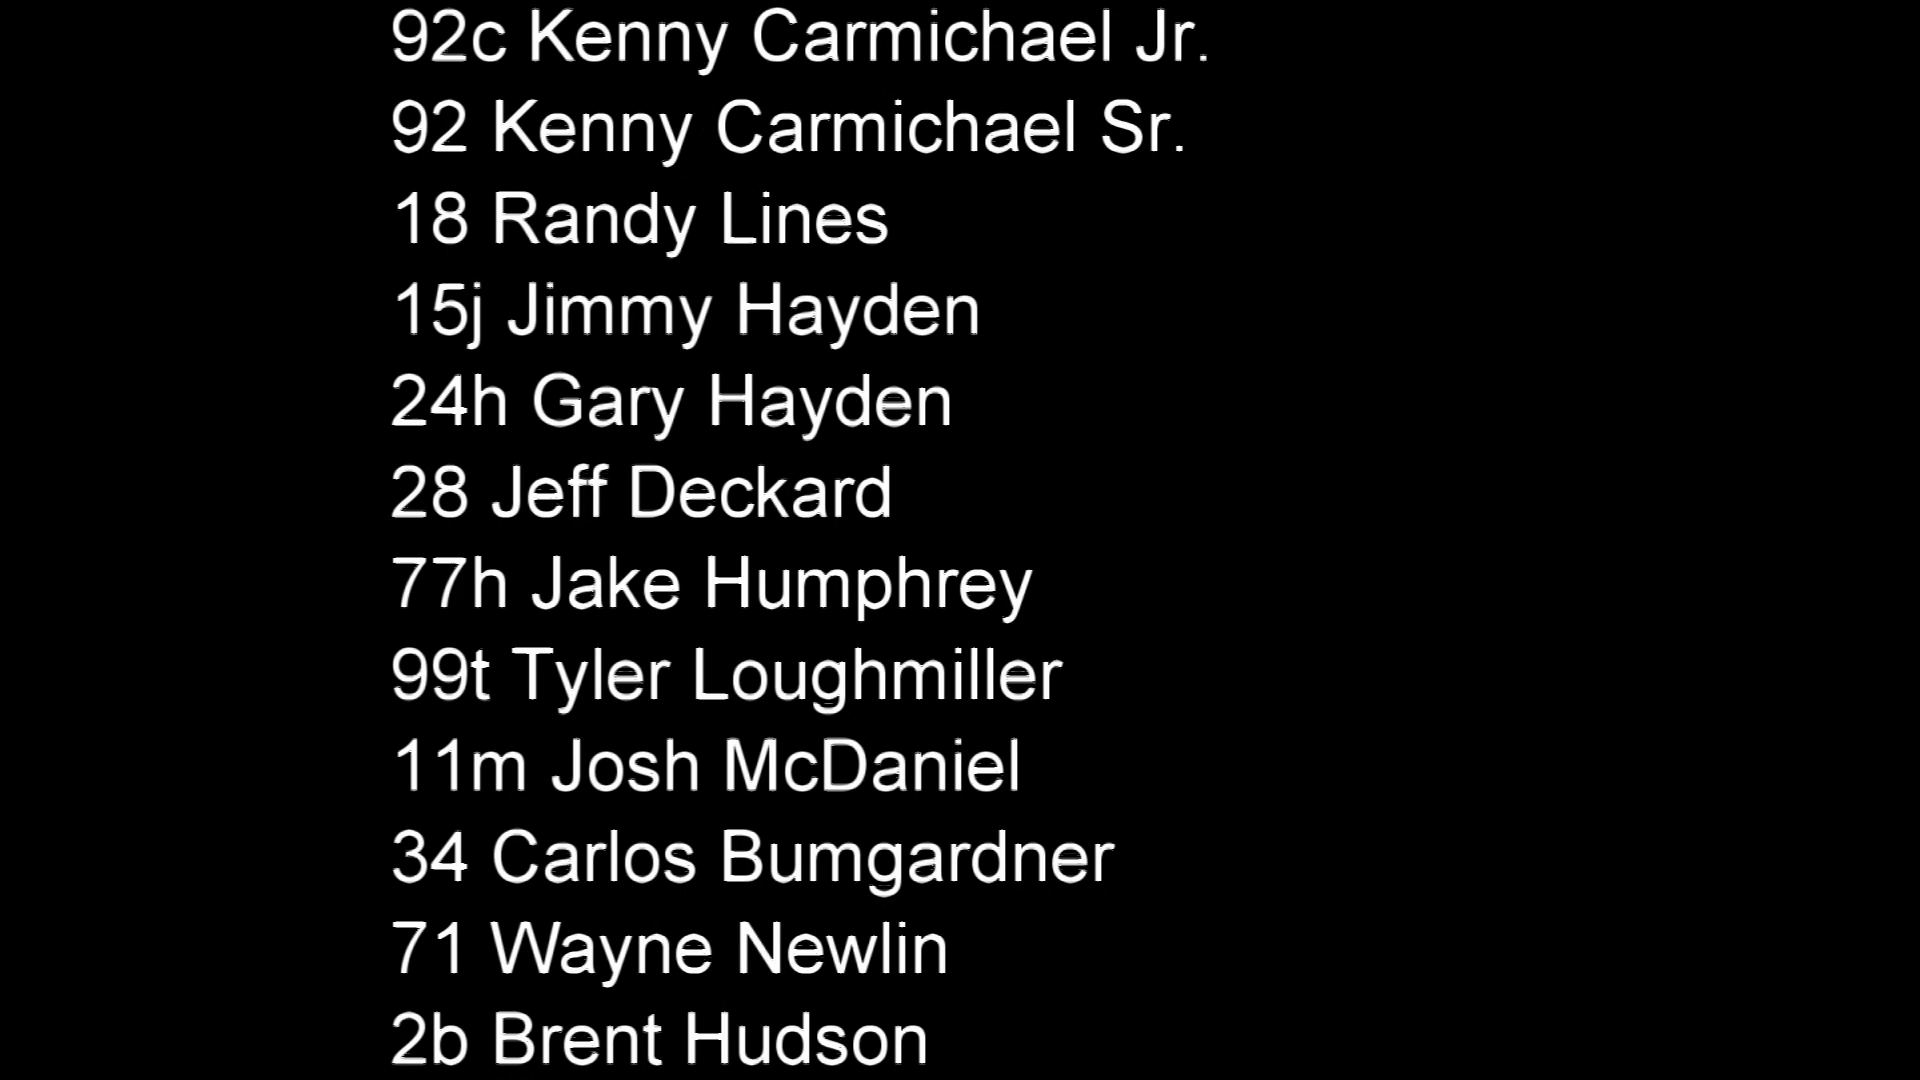 92c Kenny Carmichael Jr.
92 Kenny Carmichael Sr.
18 Randy Lines
15j Jimmy Hayden
24h Gary Hayden
28 Jeff Deckard
77h Jake Humphrey
99t Tyler Loughmiller
11m Josh McDaniel
34 Carlos Bumgardner
71 Wayne Newlin
2b Brent Hudson